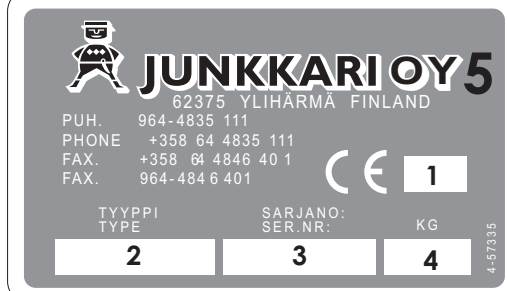 JUNKKARI OY 5
62375 YLIHÄRMÄ FINLAND
PUH. 964-4835 111
PHONE +358 64 4835 111
FAX. +358 64 4846 40 1
FAX. 964-484 6 401
CE 1
TYYPPI SARJANO:
TYPE SER.NR: KG
2 3 4
4-57335